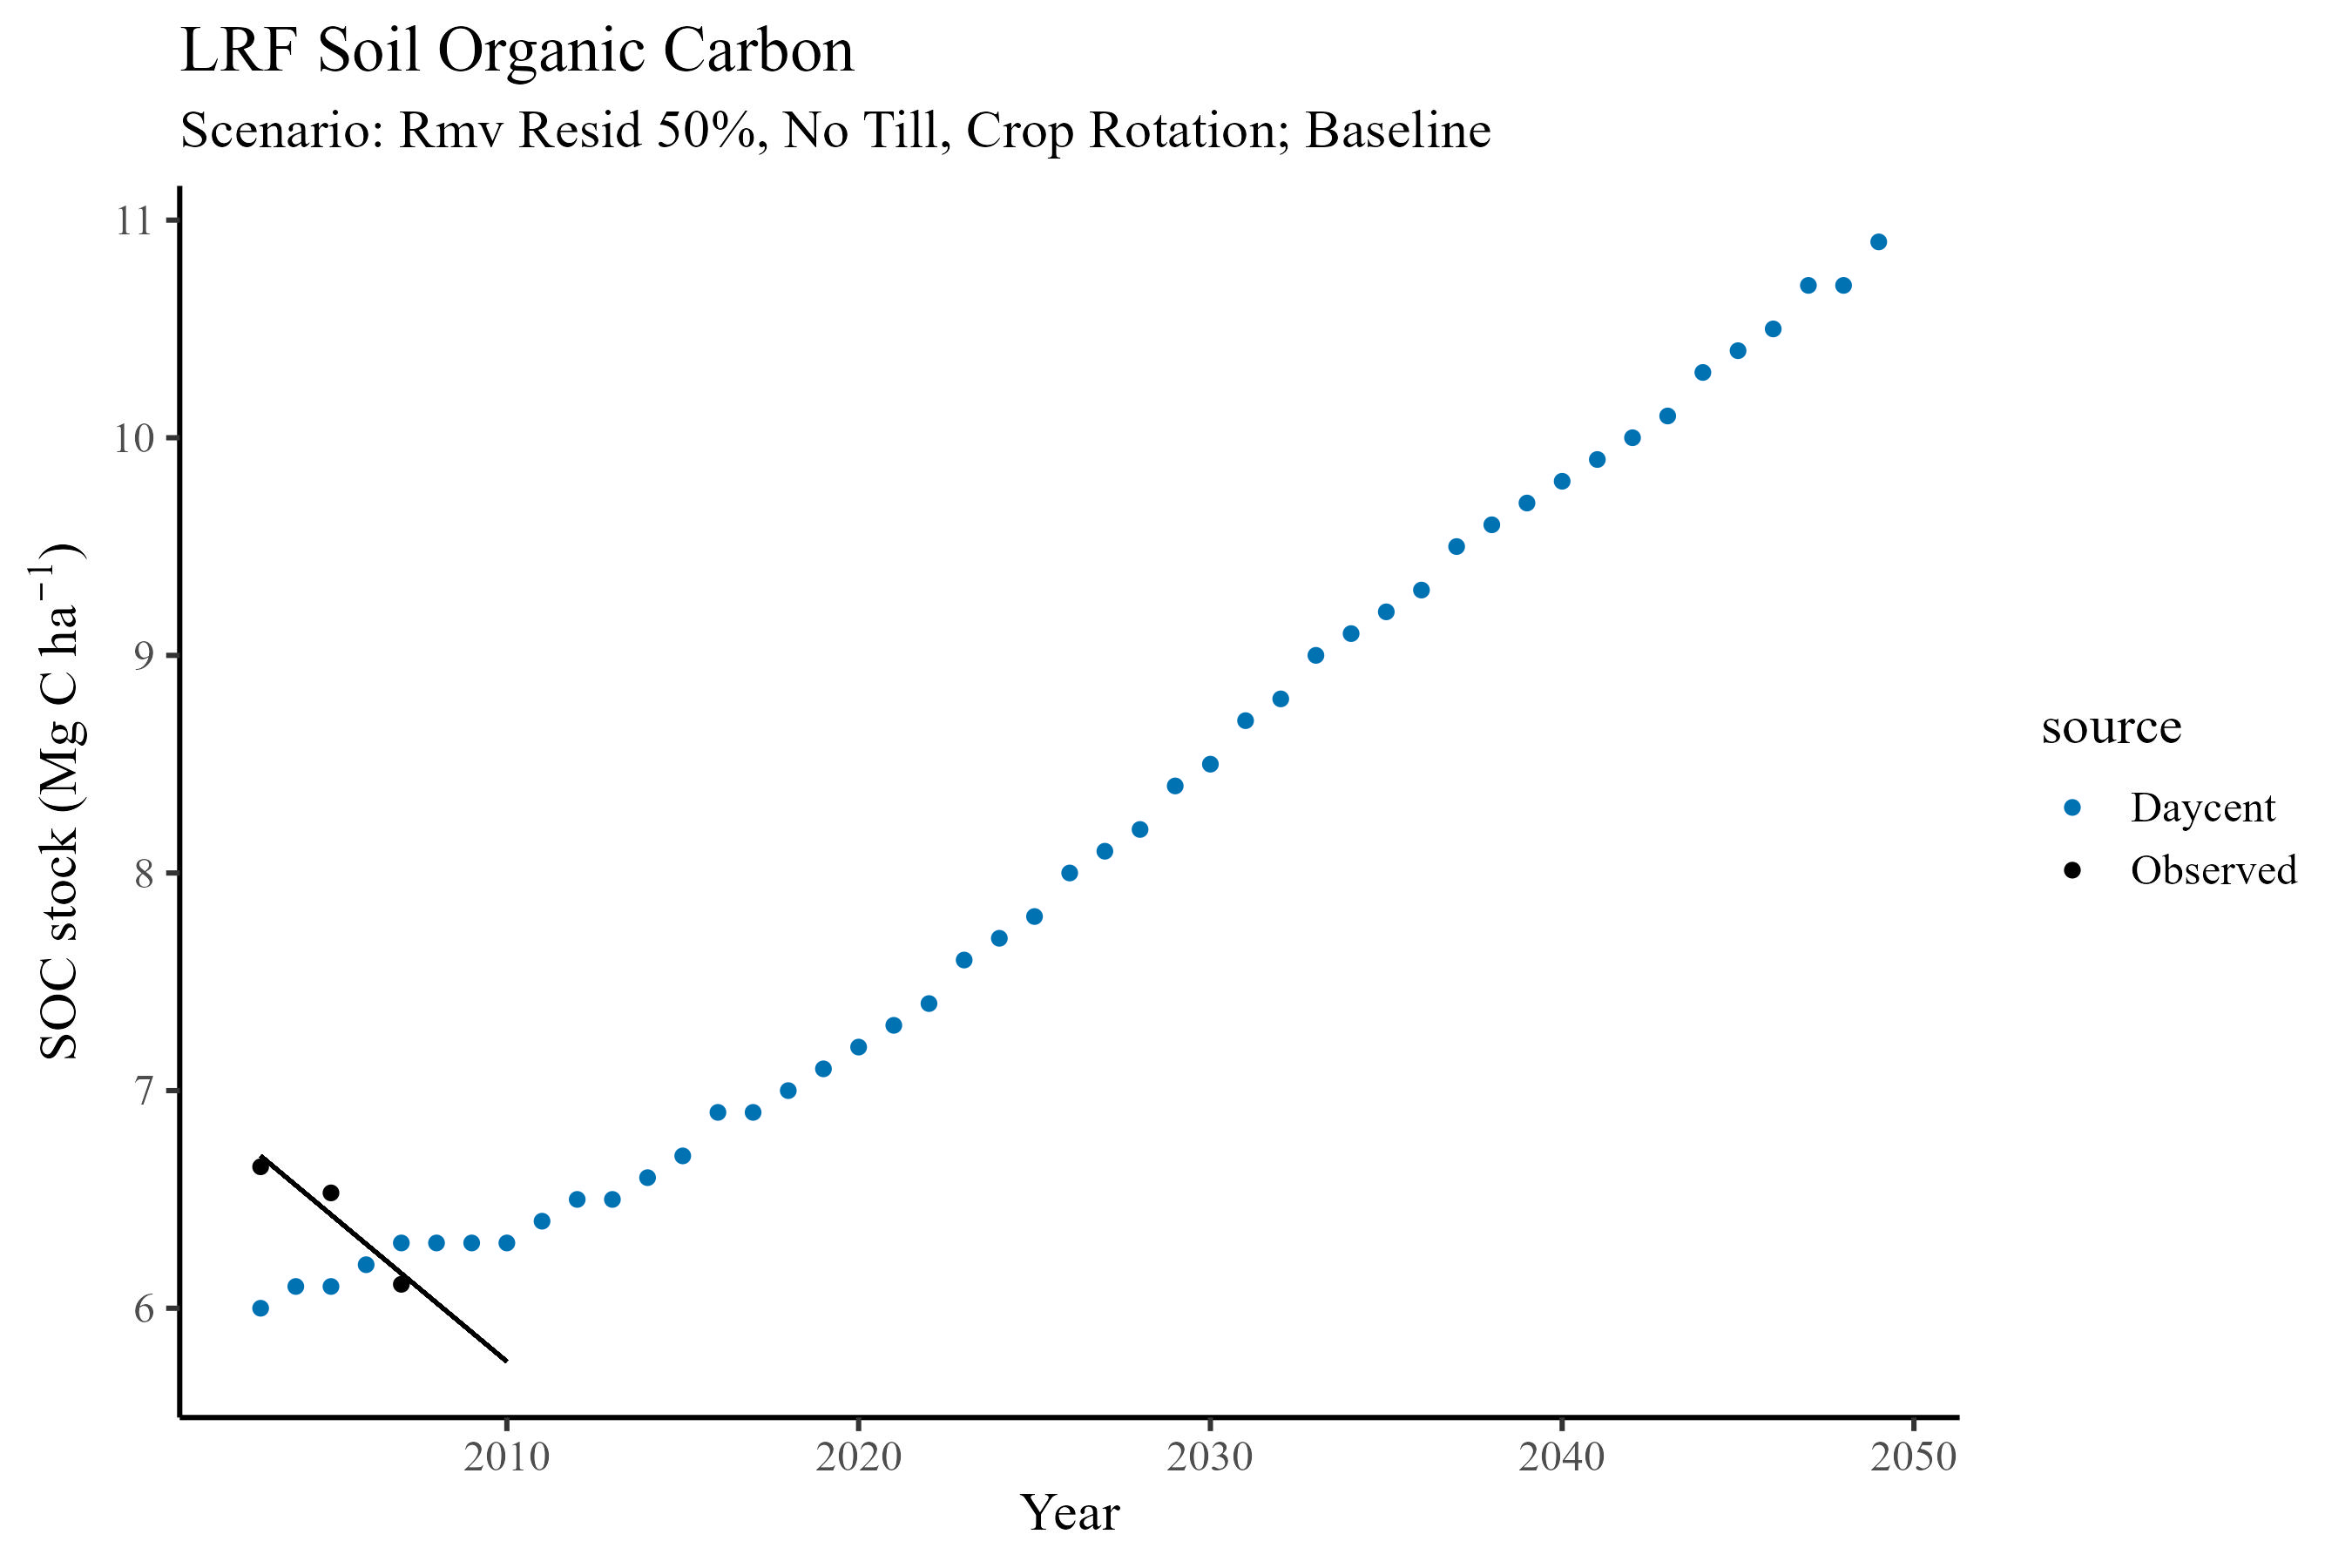 LRF Soil Organic Carbon
Scenario: Rmv Resid 50%, No Till, Crop Rotation; Baseline
SOC stock (Mg C ha⁻¹)
11
10
9
8
7
6
2010 2020 2030 2040 2050
Year
source
Daycent
Observed